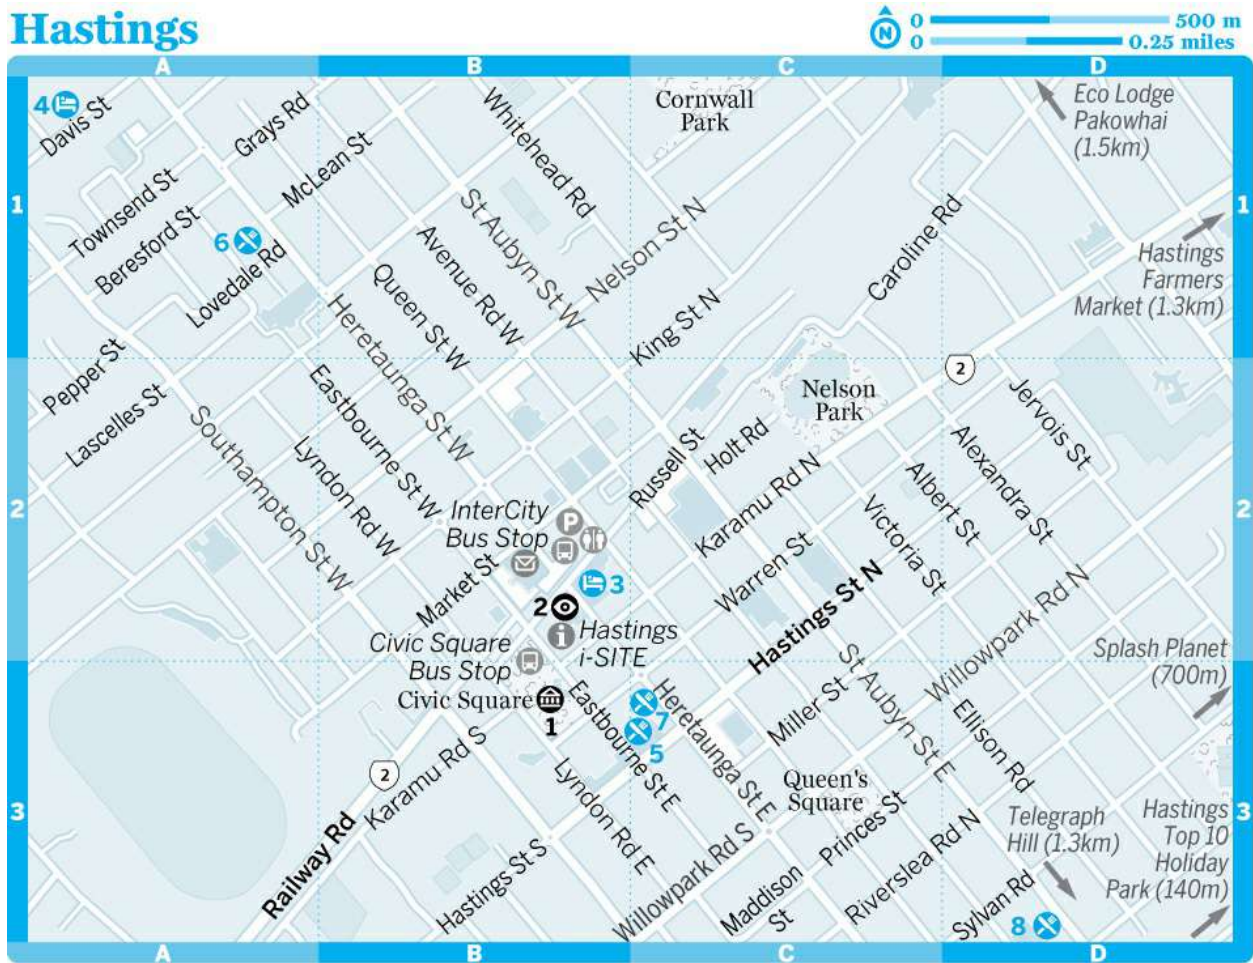 Hastings
N
0 500 m
0 0.25 miles
A B C D
1
2
3
1
2
3
A B C D
4
Davis St
Grays Rd
Whitehead Rd
Cornwall
Park
Eco Lodge
Pakowhai
(1.5km)
McLean St
Townsend St
Beresford St
6
Lovedale Rd
St Aubyn St W
Avenue Rd W
Nelson St N
Caroline Rd
Hastings
Farmers
Market (1.3km)
Queen St W
Heretaunga St W
King St N
Pepper St
Lascelles St
Eastbourne St W
Southampton St W
Lyndon Rd W
Nelson
Park
2
Jervois St
Russell St
Holt Rd
Karamu Rd N
Alexandra St
Albert St
Victoria St
InterCity
Bus Stop
P
Market St
3
2
i
Hastings
i-SITE
Warren St
Hastings St N
Willowpark Rd N
Civic Square
Bus Stop
Civic Square
1
Splash Planet
(700m)
7
5
Heretaunga St E
Eastbourne St E
Miller St
St Aubyn St E
Ellison Rd
2
Karamu Rd S
Railway Rd
Lyndon Rd E
Queen's
Square
Princes St
Telegraph
Hill (1.3km)
Hastings
Top 10
Holiday
Park (140m)
Hastings St S
Willowpark Rd S
Maddison
St
Riverslea Rd N
Sylvan Rd
8